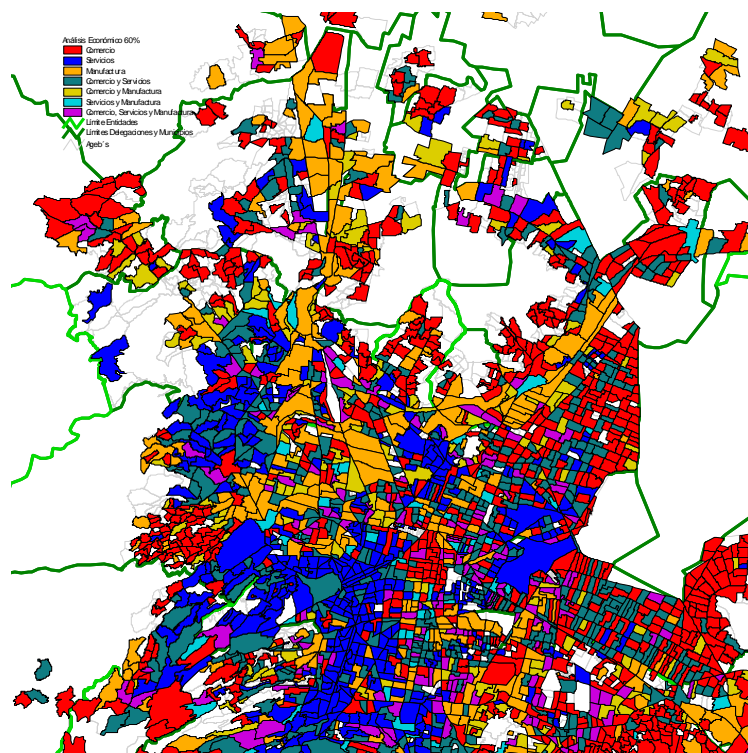 Análisis Económico 60%
Comercio
Servicios
Manufactura
Comercio y Servicios
Comercio y Manufactura
Servicios y Manufactura
Comercio, Servicios y Manufactura
Límite Entidades
Límites Delegaciones y Municipios
Ageb´s